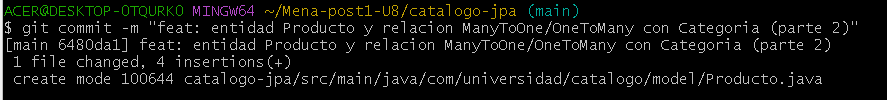 ACER@DESKTOP-OTQURKO MINGW64 ~/Mena-post1-U8/catalogo-jpa (main)
$ git commit -m "feat: entidad Producto y relacion ManyToOne/OneToMany con Categoria (parte 2)"
[main 6480da1] feat: entidad Producto y relacion ManyToOne/OneToMany con Categoria (parte 2)
1 file changed, 4 insertions(+)
create mode 100644 catalogo-jpa/src/main/java/com/universidad/catalogo/model/Producto.java